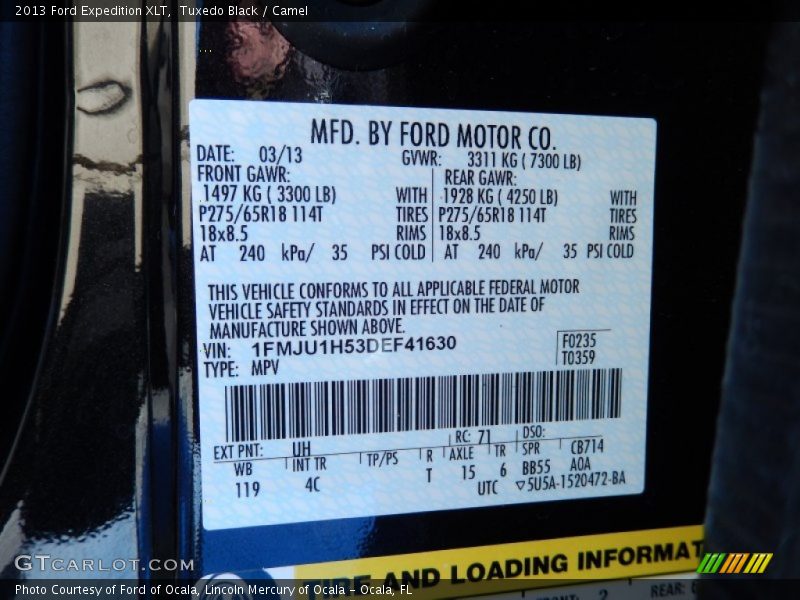 2013 Ford Expedition XLT, Tuxedo Black / Camel
MFD. BY FORD MOTOR CO.
DATE: 03/13 GVWR: 3311 KG ( 7300 LB)
FRONT GAWR: REAR GAWR:
1497 KG ( 3300 LB) WITH 1928 KG ( 4250 LB) WITH
P275/65R18 114T TIRES P275/65R18 114T TIRES
18x8.5 RIMS 18x8.5 RIMS
AT 240 kPa/ 35 PSI COLD AT 240 kPa/ 35 PSI COLD
THIS VEHICLE CONFORMS TO ALL APPLICABLE FEDERAL MOTOR
VEHICLE SAFETY STANDARDS IN EFFECT ON THE DATE OF
MANUFACTURE SHOWN ABOVE.
VIN: 1FMJU1H53DEF41630 F0235
TYPE: MPV T0359
EXT PNT: UH RC: 71 DSO:
WB INT TR TP/PS R AXLE TR SPR CB714
119 4C T 15 6 BB55 A0A
UTC ▽5U5A-1520472-BA
TIRE AND LOADING INFORMAT
GTCARLOT.COM
REAR:
Photo Courtesy of Ford of Ocala, Lincoln Mercury of Ocala - Ocala, FL